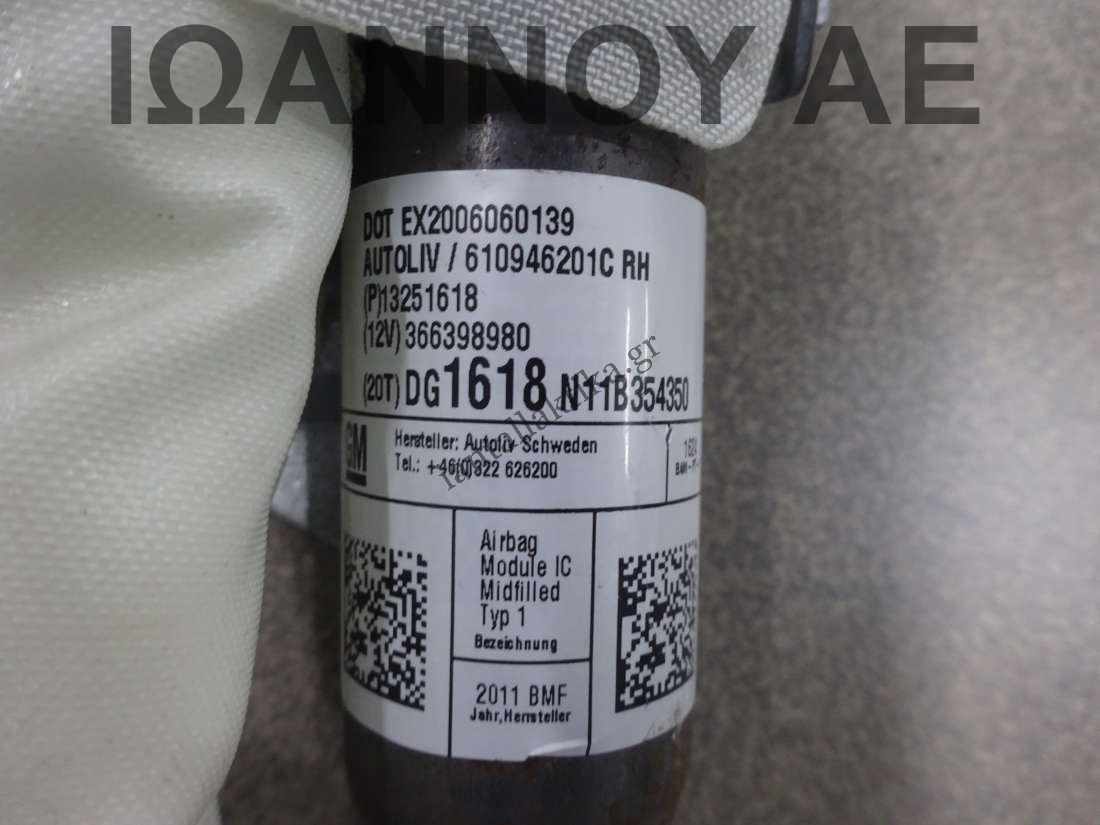 ΙΩΑΝΝΟΥ ΑΕ
DOT EX2006060139
AUTOLIV / 610946201C RH
(P)13251618
(12V) 366398980
(20T) DG1618 N11B354350
GM
Hersteller: Autoliv Schweden
Tel.: +46(0)322 626200
1624
Airbag
Module IC
Midfilled
Typ 1
Bezeichnung
2011 BMF
Jahr, Hersteller